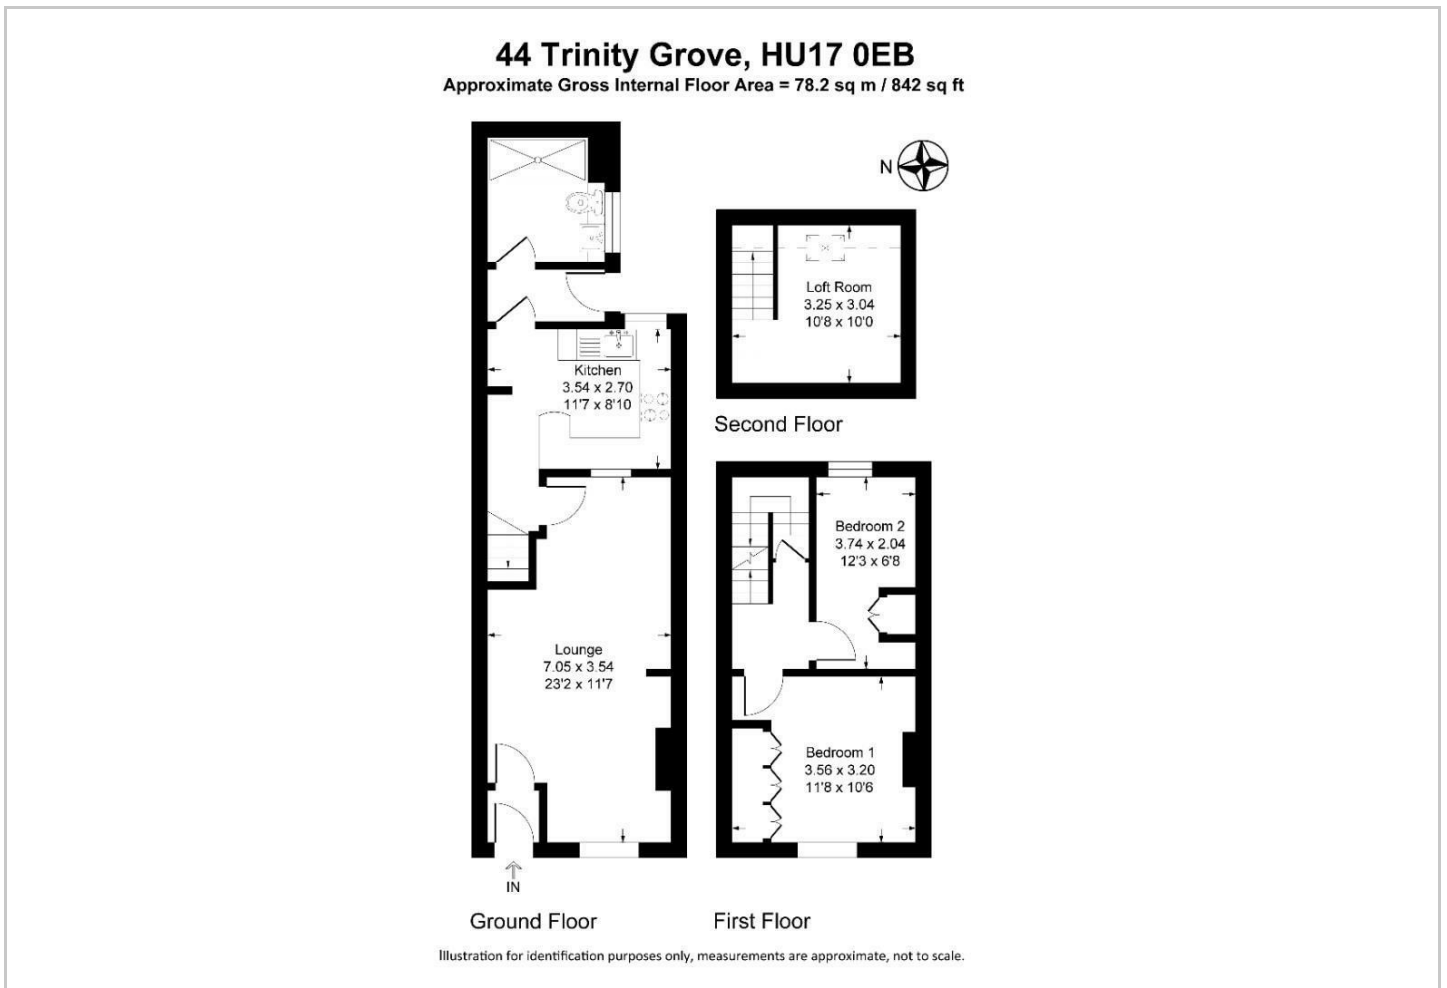 44 Trinity Grove, HU17 0EB
Approximate Gross Internal Floor Area = 78.2 sq m / 842 sq ft
N
Loft Room
3.25 x 3.04
10'8 x 10'0
Second Floor
Kitchen
3.54 x 2.70
11'7 x 8'10
Bedroom 2
3.74 x 2.04
12'3 x 6'8
Lounge
7.05 x 3.54
23'2 x 11'7
Bedroom 1
3.56 x 3.20
11'8 x 10'6
IN
Ground Floor
First Floor
Illustration for identification purposes only, measurements are approximate, not to scale.